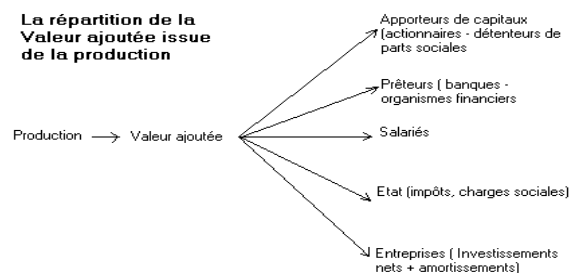 La répartition de la
Valeur ajoutée issue
de la production
Apporteurs de capitaux
(actionnaires - détenteurs de
parts sociales
Prêteurs ( banques -
organismes financiers
Production
Valeur ajoutée
Salariés
Etat (impôts, charges sociales)
Entreprises ( Investissements
nets + amortissements)